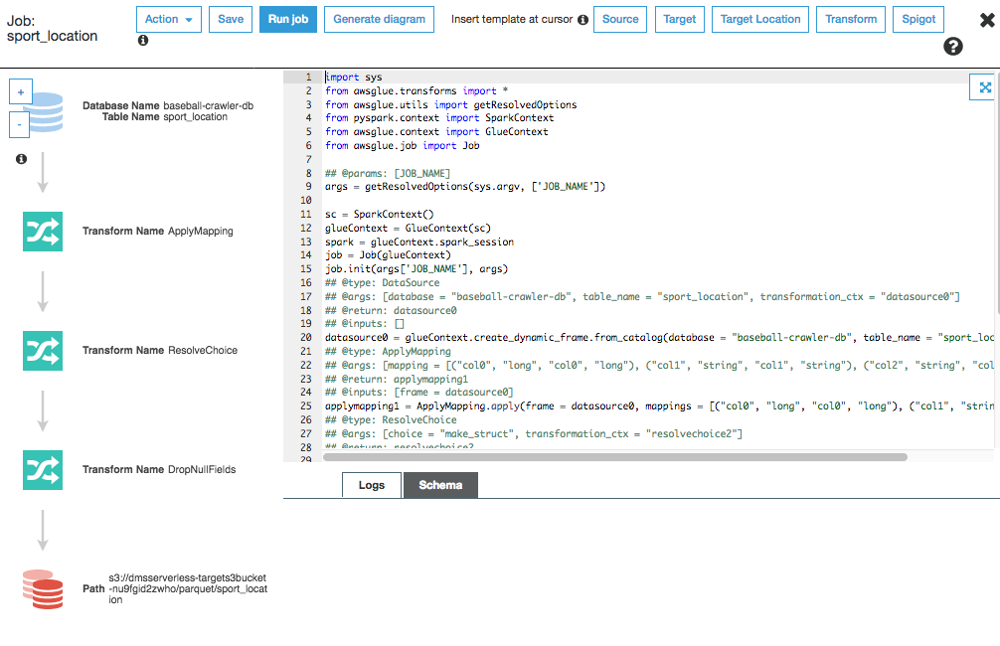 Job:
sport_location
Action
Save
Run job
Generate diagram
Insert template at cursor
Source
Target
Target Location
Transform
Spigot
+
-
Database Name baseball-crawler-db
Table Name sport_location
Transform Name ApplyMapping
Transform Name ResolveChoice
Transform Name DropNullFields
s3://dmsserverless-targets3bucket
Path -nu9fgid2zwho/parquet/sport_locat
ion
1 import sys
2 from awsglue.transforms import *
3 from awsglue.utils import getResolvedOptions
4 from pyspark.context import SparkContext
5 from awsglue.context import GlueContext
6 from awsglue.job import Job
7
8 ## @params: [JOB_NAME]
9 args = getResolvedOptions(sys.argv, ['JOB_NAME'])
10
11 sc = SparkContext()
12 glueContext = GlueContext(sc)
13 spark = glueContext.spark_session
14 job = Job(glueContext)
15 job.init(args['JOB_NAME'], args)
16 ## @type: DataSource
17 ## @args: [database = "baseball-crawler-db", table_name = "sport_location", transformation_ctx = "datasource0"]
18 ## @return: datasource0
19 ## @inputs: []
20 datasource0 = glueContext.create_dynamic_frame.from_catalog(database = "baseball-crawler-db", table_name = "sport_loc
21 ## @type: ApplyMapping
22 ## @args: [mapping = [("col0", "long", "col0", "long"), ("col1", "string", "col1", "string"), ("col2", "string", "col
23 ## @return: applymapping1
24 ## @inputs: [frame = datasource0]
25 applymapping1 = ApplyMapping.apply(frame = datasource0, mappings = [("col0", "long", "col0", "long"), ("col1", "strin
26 ## @type: ResolveChoice
27 ## @args: [choice = "make_struct", transformation_ctx = "resolvechoice2"]
28 ## @return: resolvechoice2
29
Logs
Schema